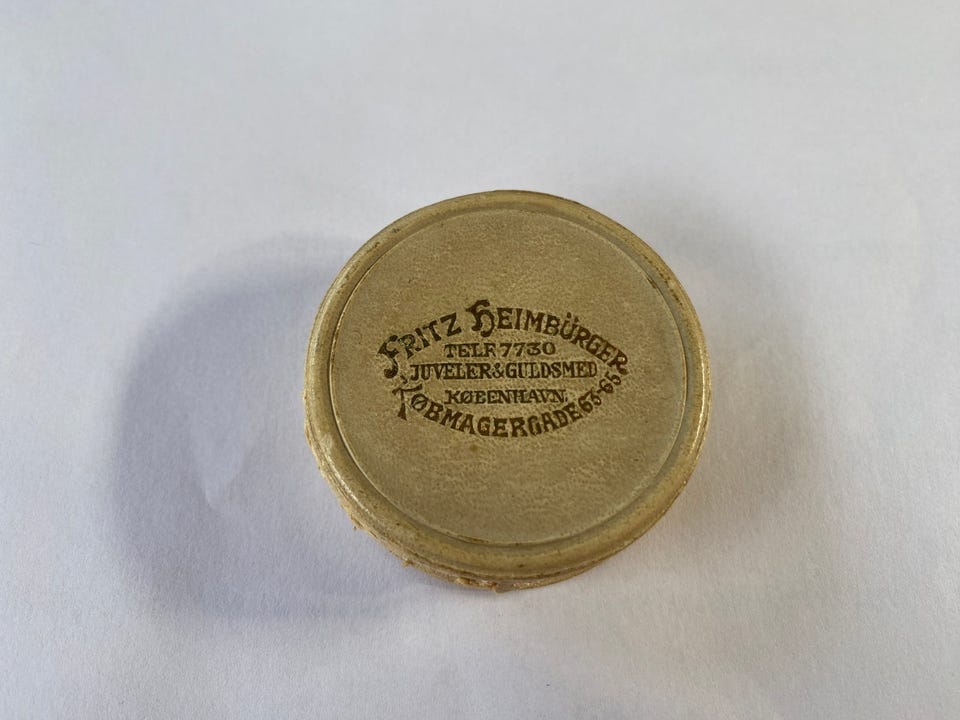 FRITZ HEIMBÜRGER
TELF. 7730
JUVELER & GULDSMED
KØBENHAVN.
KØBMAGERGADE 63-65